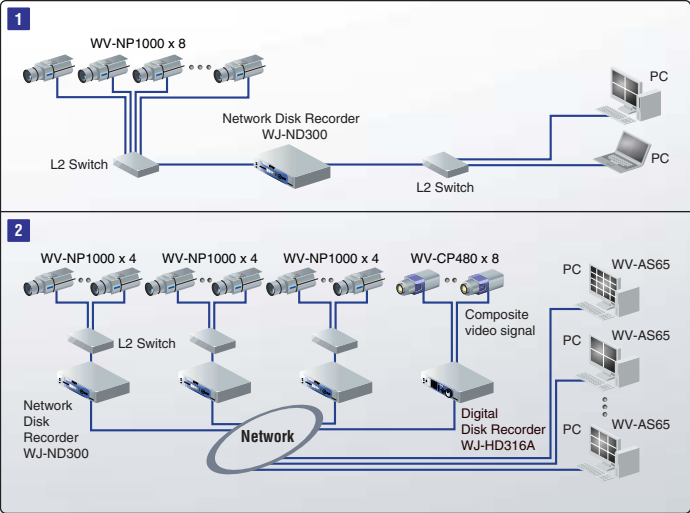 1
WV-NP1000 x 8
PC
Network Disk Recorder
WJ-ND300
L2 Switch
PC
L2 Switch
2
WV-NP1000 x 4
WV-NP1000 x 4
WV-NP1000 x 4
WV-CP480 x 8
PC
WV-AS65
Composite
video signal
L2 Switch
PC
WV-AS65
Network
Disk
Recorder
WJ-ND300
Network
Digital
Disk Recorder
WJ-HD316A
PC
WV-AS65